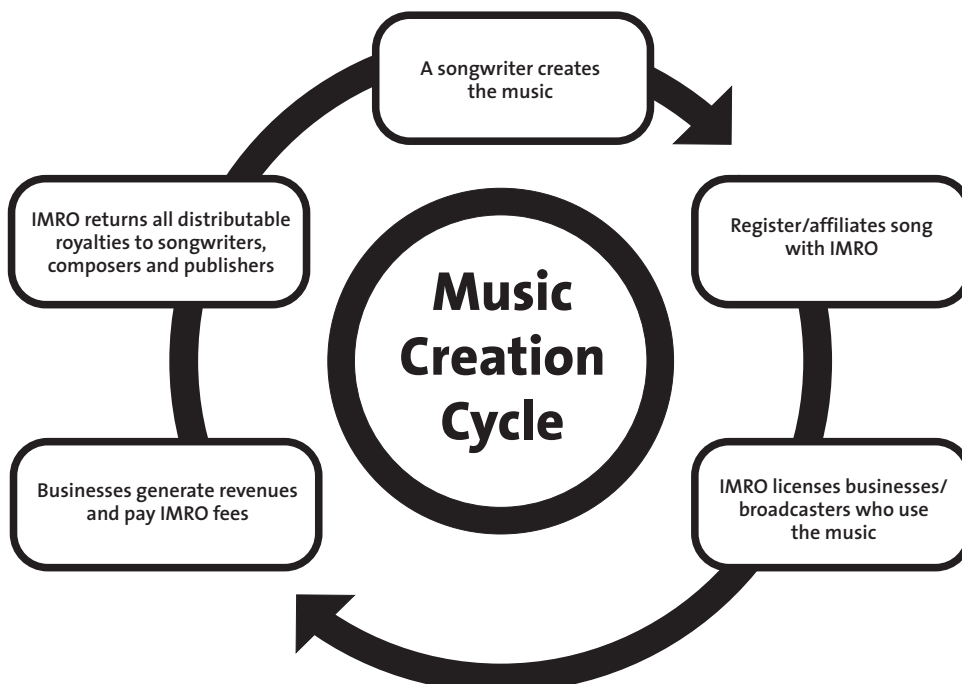 A songwriter creates
the music
Register/affiliates song
with IMRO
IMRO licenses businesses/
broadcasters who use
the music
Businesses generate revenues
and pay IMRO fees
IMRO returns all distributable
royalties to songwriters,
composers and publishers
Music
Creation
Cycle